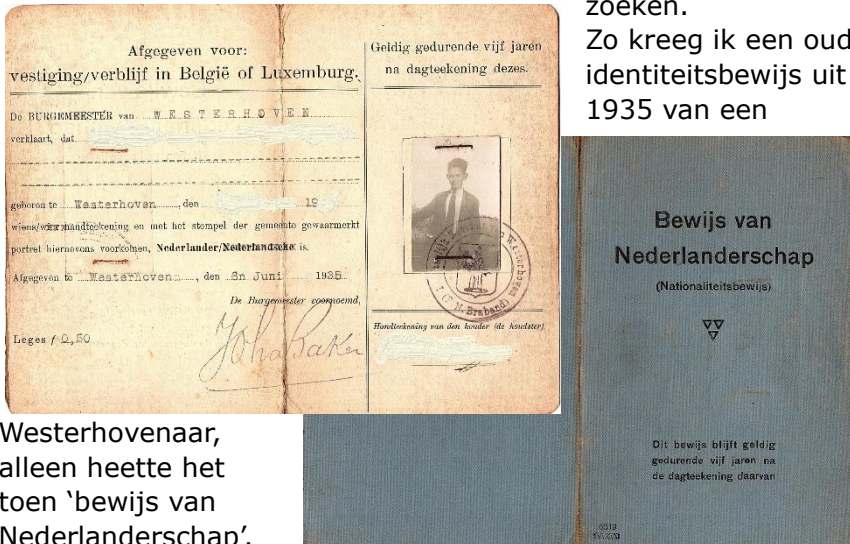 zoeken.
Zo kreeg ik een oud
identiteitsbewijs uit
1935 van een
Afgegeven voor:
vestiging/verblijf in België of Luxemburg.
De BURGEMEESTER van WESTERHOVEN
verklaart, dat
geboren te Westerhoven, den 19
handteekening en met het stempel der gemeente gewaarmerkt
portret hiernevens voorkomen, Nederlander/Nederlandsche is.
Afgegeven te Westerhoven, den 6n Juni 1935
De Burgemeester voornoemd,
Leges f 0,50
Geldig gedurende vijf jaren
na dagteekening dezes.
(N. Braband)
Handteekening van den houder (de houdster)
Bewijs van
Nederlanderschap
(Nationaliteitsbewijs)
Dit bewijs blijft geldig
gedurende vijf jaren na
de dagteekening daarvan
Westerhovenaar,
alleen heette het
toen ‘bewijs van
Nederlanderschap’.